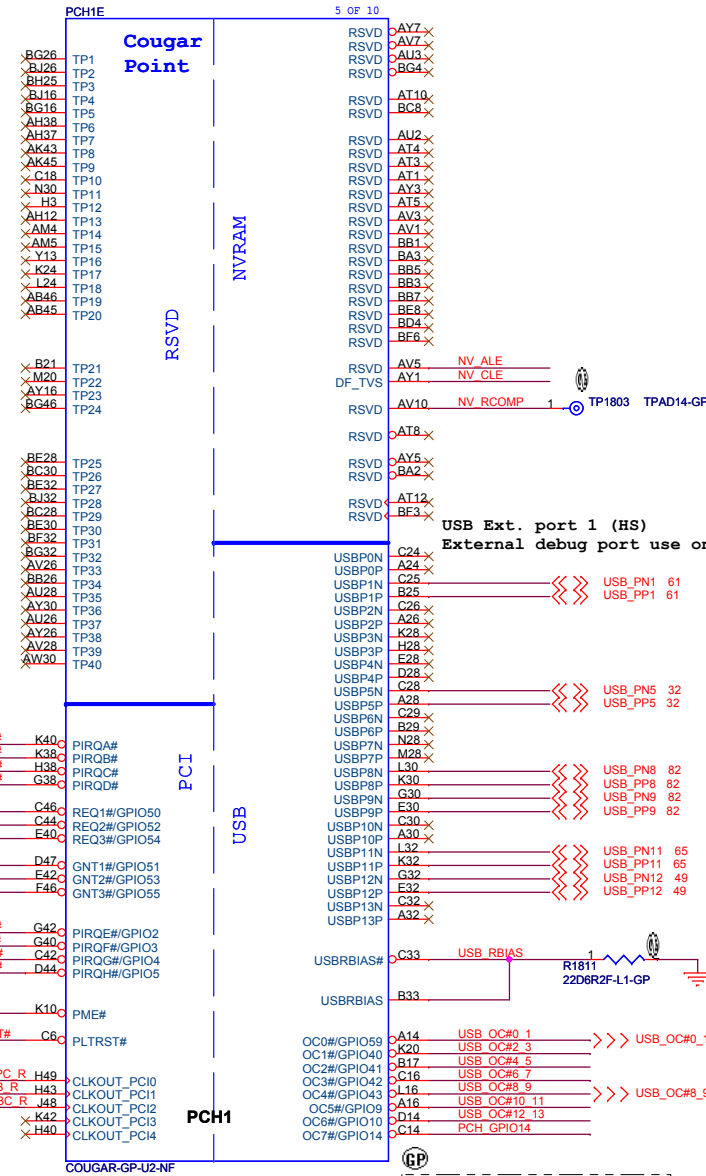 PCH1E 5 OF 10
Cougar
Point
RSVD
NVRAM
PCI
USB
BG26 TP1
BJ26 TP2
BH25 TP3
BJ16 TP4
BG16 TP5
AH38 TP6
AH37 TP7
AK43 TP8
AK45 TP9
C18 TP10
N30 TP11
H3 TP12
AH12 TP13
AM4 TP14
AM5 TP15
Y13 TP16
K24 TP17
L24 TP18
AB46 TP19
AB45 TP20
B21 TP21
M20 TP22
AY16 TP23
BG46 TP24
BE28 TP25
BC30 TP26
BE32 TP27
BJ32 TP28
BC28 TP29
BE30 TP30
BF32 TP31
BG32 TP32
AV26 TP33
BB26 TP34
AU28 TP35
AY30 TP36
AU26 TP37
AY26 TP38
AV28 TP39
AW30 TP40
K40 PIRQA#
K38 PIRQB#
H38 PIRQC#
G38 PIRQD#
C46 REQ1#/GPIO50
C44 REQ2#/GPIO52
E40 REQ3#/GPIO54
D47 GNT1#/GPIO51
E42 GNT2#/GPIO53
F46 GNT3#/GPIO55
G42 PIRQE#/GPIO2
G40 PIRQF#/GPIO3
C42 PIRQG#/GPIO4
D44 PIRQH#/GPIO5
K10 PME#
T# C6 PLTRST#
PC_R H49 CLKOUT_PCI0
B_R H43 CLKOUT_PCI1
BC_R J48 CLKOUT_PCI2
K42 CLKOUT_PCI3
H40 CLKOUT_PCI4
PCH1
COUGAR-GP-U2-NF
RSVD AY7
RSVD AV7
RSVD AU3
RSVD BG4
RSVD AT10
RSVD BC8
RSVD AU2
RSVD AT4
RSVD AT3
RSVD AT1
RSVD AY3
RSVD AT5
RSVD AV3
RSVD AV1
RSVD BB1
RSVD BA3
RSVD BB5
RSVD BB3
RSVD BB7
RSVD BE8
RSVD BD4
RSVD BF6
RSVD AV5 NV_ALE
DF_TVS AY1 NV_CLE
RSVD AV10 NV_RCOMP 1 TP1803 TPAD14-GP
RSVD AT8
RSVD AY5
RSVD BA2
RSVD AT12
RSVD BF3
USB Ext. port 1 (HS)
External debug port use
USBP0N C24
USBP0P A24
USBP1N C25 USB_PN1 61
USBP1P B25 USB_PP1 61
USBP2N C26
USBP2P A26
USBP3N K28
USBP3P H28
USBP4N E28
USBP4P D28
USBP5N C28 USB_PN5 32
USBP5P A28 USB_PP5 32
USBP6N C29
USBP6P B29
USBP7N N28
USBP7P M28
USBP8N L30 USB_PN8 82
USBP8P K30 USB_PP8 82
USBP9N G30 USB_PN9 82
USBP9P E30 USB_PP9 82
USBP10N C30
USBP10P A30
USBP11N L32 USB_PN11 65
USBP11P K32 USB_PP11 65
USBP12N G32 USB_PN12 49
USBP12P E32 USB_PP12 49
USBP13N C32
USBP13P A32
USBRBIAS# C33 USB_RBIAS 1
R1811
22D6R2F-L1-GP
USBRBIAS B33
OC0#/GPIO59 A14 USB_OC#0_1 USB_OC#0_1
OC1#/GPIO40 K20 USB_OC#2_3
OC2#/GPIO41 B17 USB_OC#4_5
OC3#/GPIO42 C16 USB_OC#6_7
OC4#/GPIO43 L16 USB_OC#8_9 USB_OC#8_9
OC5#/GPIO9 A16 USB_OC#10_11
OC6#/GPIO10 D14 USB_OC#12_13
OC7#/GPIO14 C14 PCH_GPIO14
GP